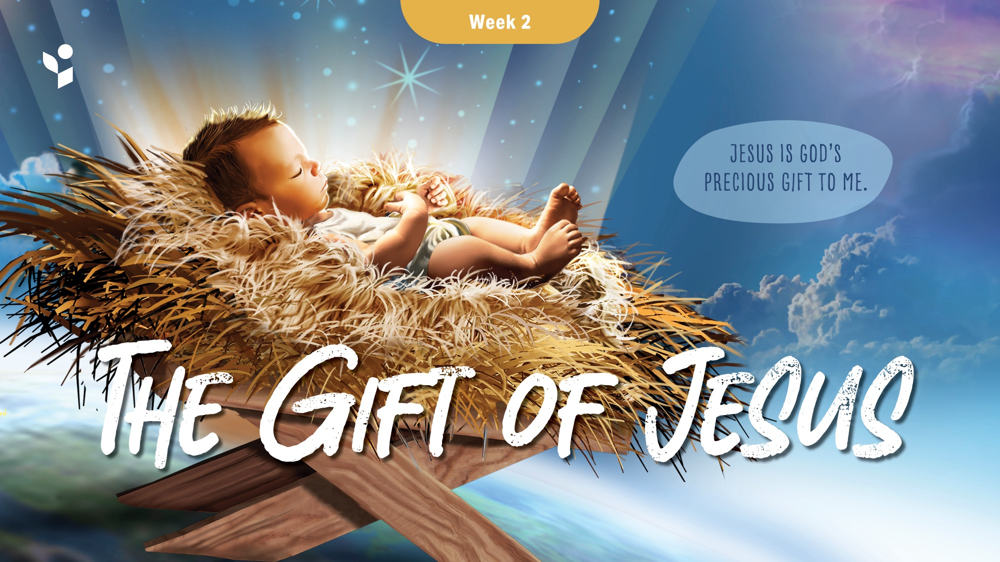 Week 2
JESUS IS GOD'S
PRECIOUS GIFT TO ME.
THE GIFT OF JESUS